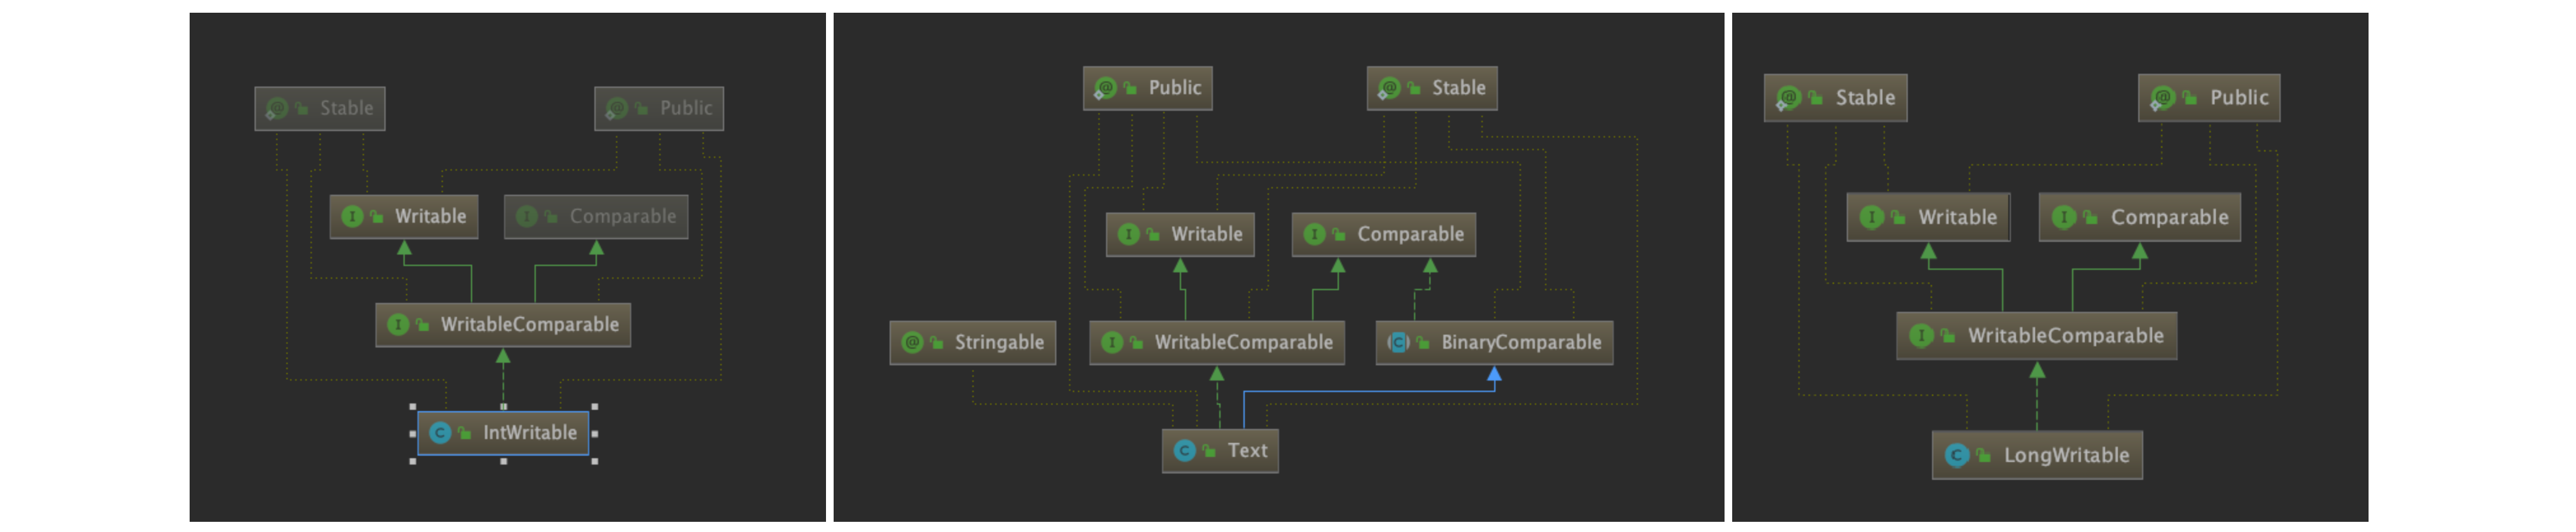 Stable
Public
Writable
Comparable
WritableComparable
IntWritable
Public
Stable
Writable
Comparable
Stringable
WritableComparable
BinaryComparable
Text
Stable
Public
Writable
Comparable
WritableComparable
LongWritable